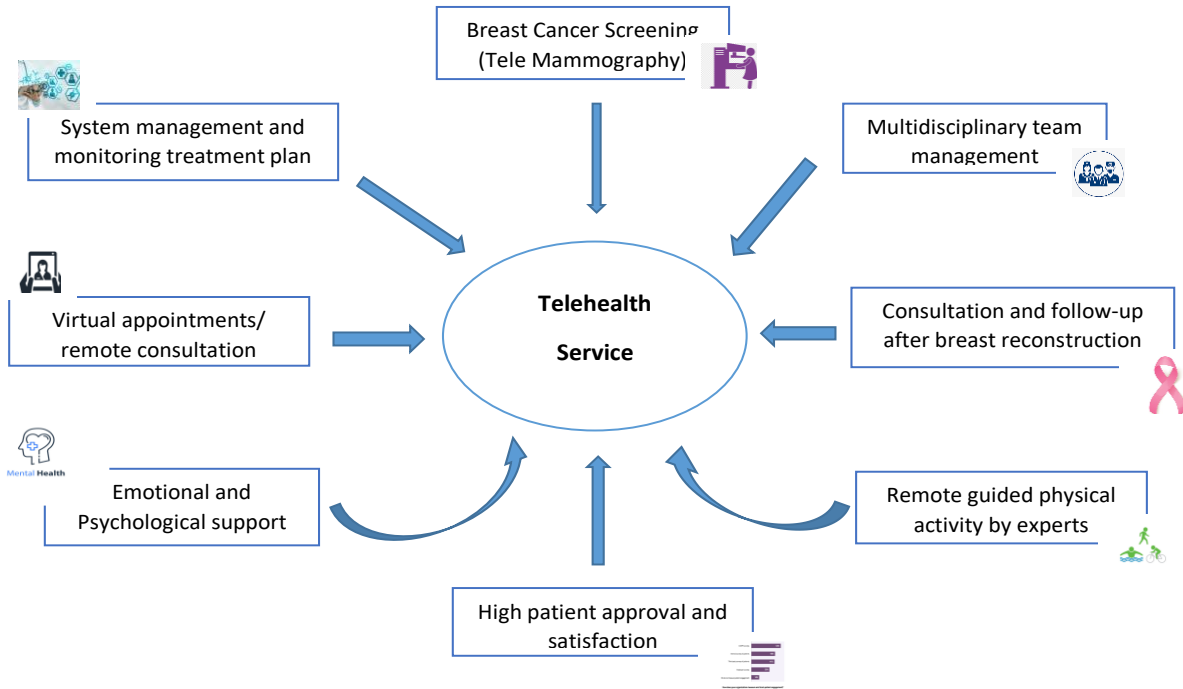 Breast Cancer Screening
(Tele Mammography)
System management and
monitoring treatment plan
Multidisciplinary team
management
Telehealth
Service
Virtual appointments/
remote consultation
Consultation and follow-up
after breast reconstruction
Mental Health
Emotional and
Psychological support
Remote guided physical
activity by experts
High patient approval and
satisfaction